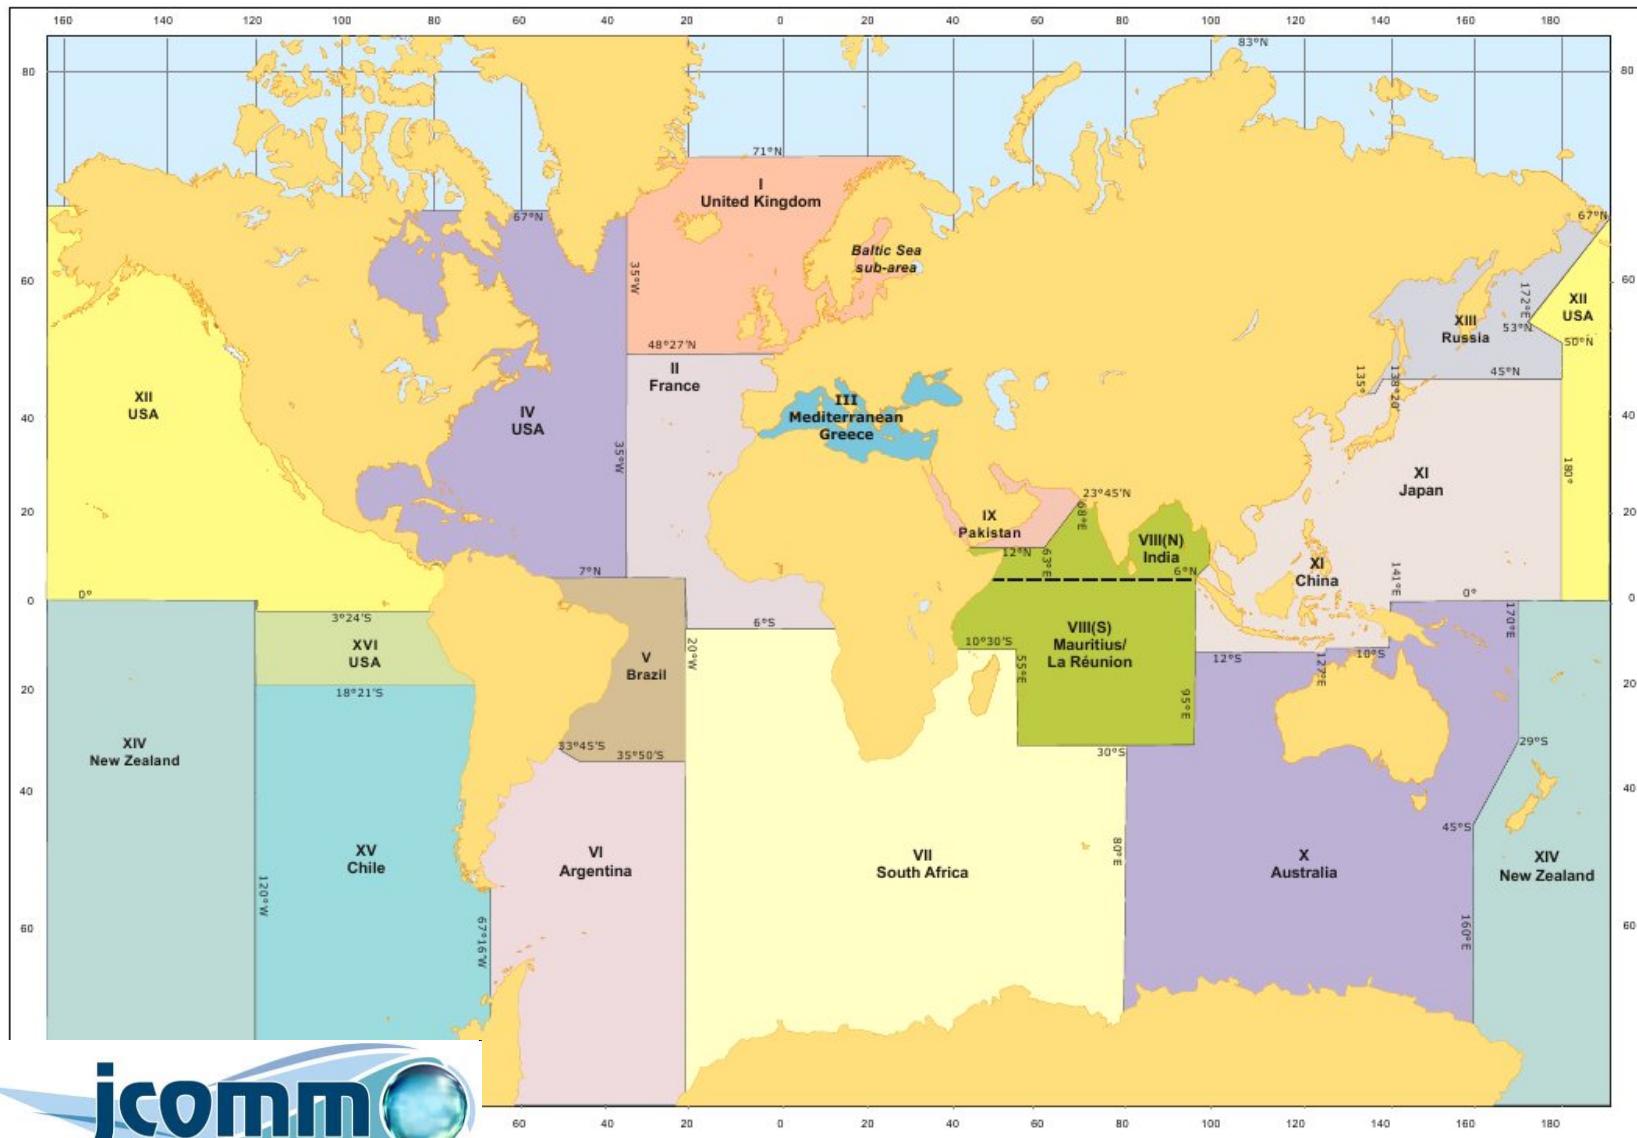 160 120 100 80 60 40 20 0 20 40 60 80 100 120 140 160 180
83°N
80 80
71°N
I
United Kingdom
67°N
67°N
Baltic Sea
sub-area
35°W
60 60
172°E
XII
USA
XIII
Russia
53°N
50°N
48°27'N
II
France
135°
138°20'
45°N
XII
USA
III
Mediterranean
Greece
IV
USA
40 40
35°W
180°
XI
Japan
23°45'N
68°E
20 20
IX
Pakistan
VIII(N)
India
12°N
63°E
7°N
6°N
XI
China
141°E
0°
0°
0 0
3°24'S
6°S
170°E
XVI
USA
V
Brazil
20°W
10°30'S
VIII(S)
Mauritius/
La Réunion
55°E
12°S
127°E
10°S
20 20
18°21'S
95°E
XIV
New Zealand
33°45'S
35°50'S
30°S
29°S
40 40
45°S
XV
Chile
VI
Argentina
VII
South Africa
80°E
X
Australia
XIV
New Zealand
120°W
67°16'W
160°E
60 60
jcomm
60 40 20 0 20 40 60 80 100 120 140 160 180